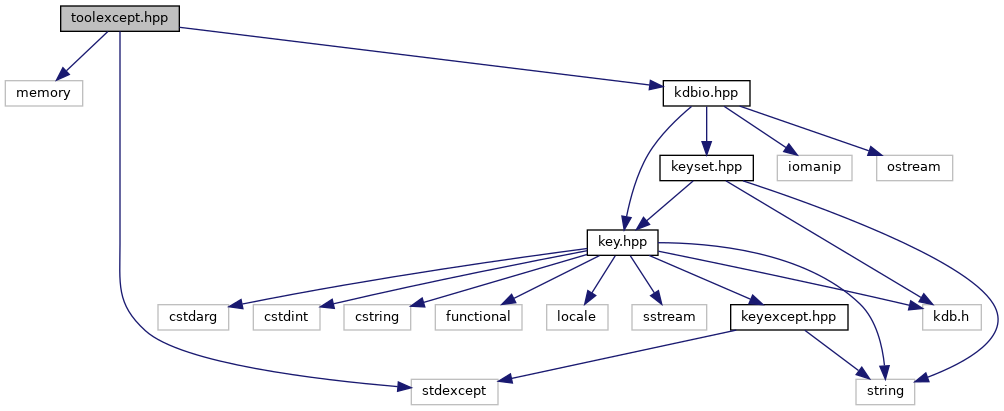 toolexcept.hpp
memory
kdbio.hpp
keyset.hpp
iomanip
ostream
key.hpp
cstdarg
cstdint
cstring
functional
locale
sstream
keyexcept.hpp
kdb.h
stdexcept
string